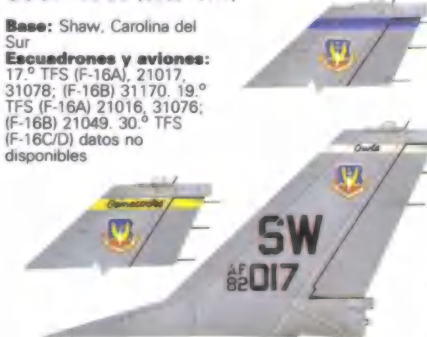 Base: Shaw, Carolina del
Sur
Escuadrones y aviones:
17.º TFS (F-16A), 21017,
31078; (F-16B) 31170. 19.º
TFS (F-16A) 21016, 31076;
(F-16B) 21049. 30.º TFS
(F-16C/D) datos no
disponibles
Gamecocks
SW
AF
82 017